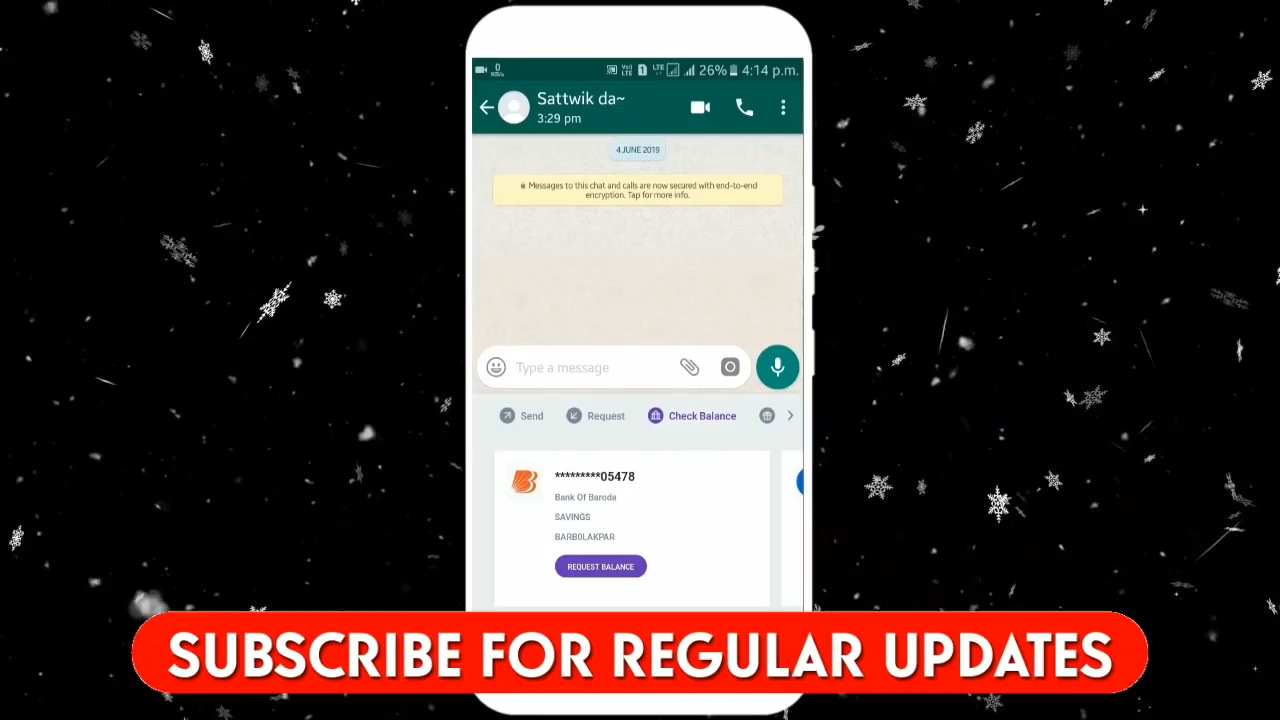 0
KB/s
VoD
LTE
1
LTE
26%
4:14 p.m.
Sattwik da~
3:29 pm
4 JUNE 2019
Messages to this chat and calls are now secured with end-to-end
encryption. Tap for more info.
Type a message
Send
Request
Check Balance
*********05478
Bank Of Baroda
SAVINGS
BARB0LAKPAR
REQUEST BALANCE
SUBSCRIBE FOR REGULAR UPDATES